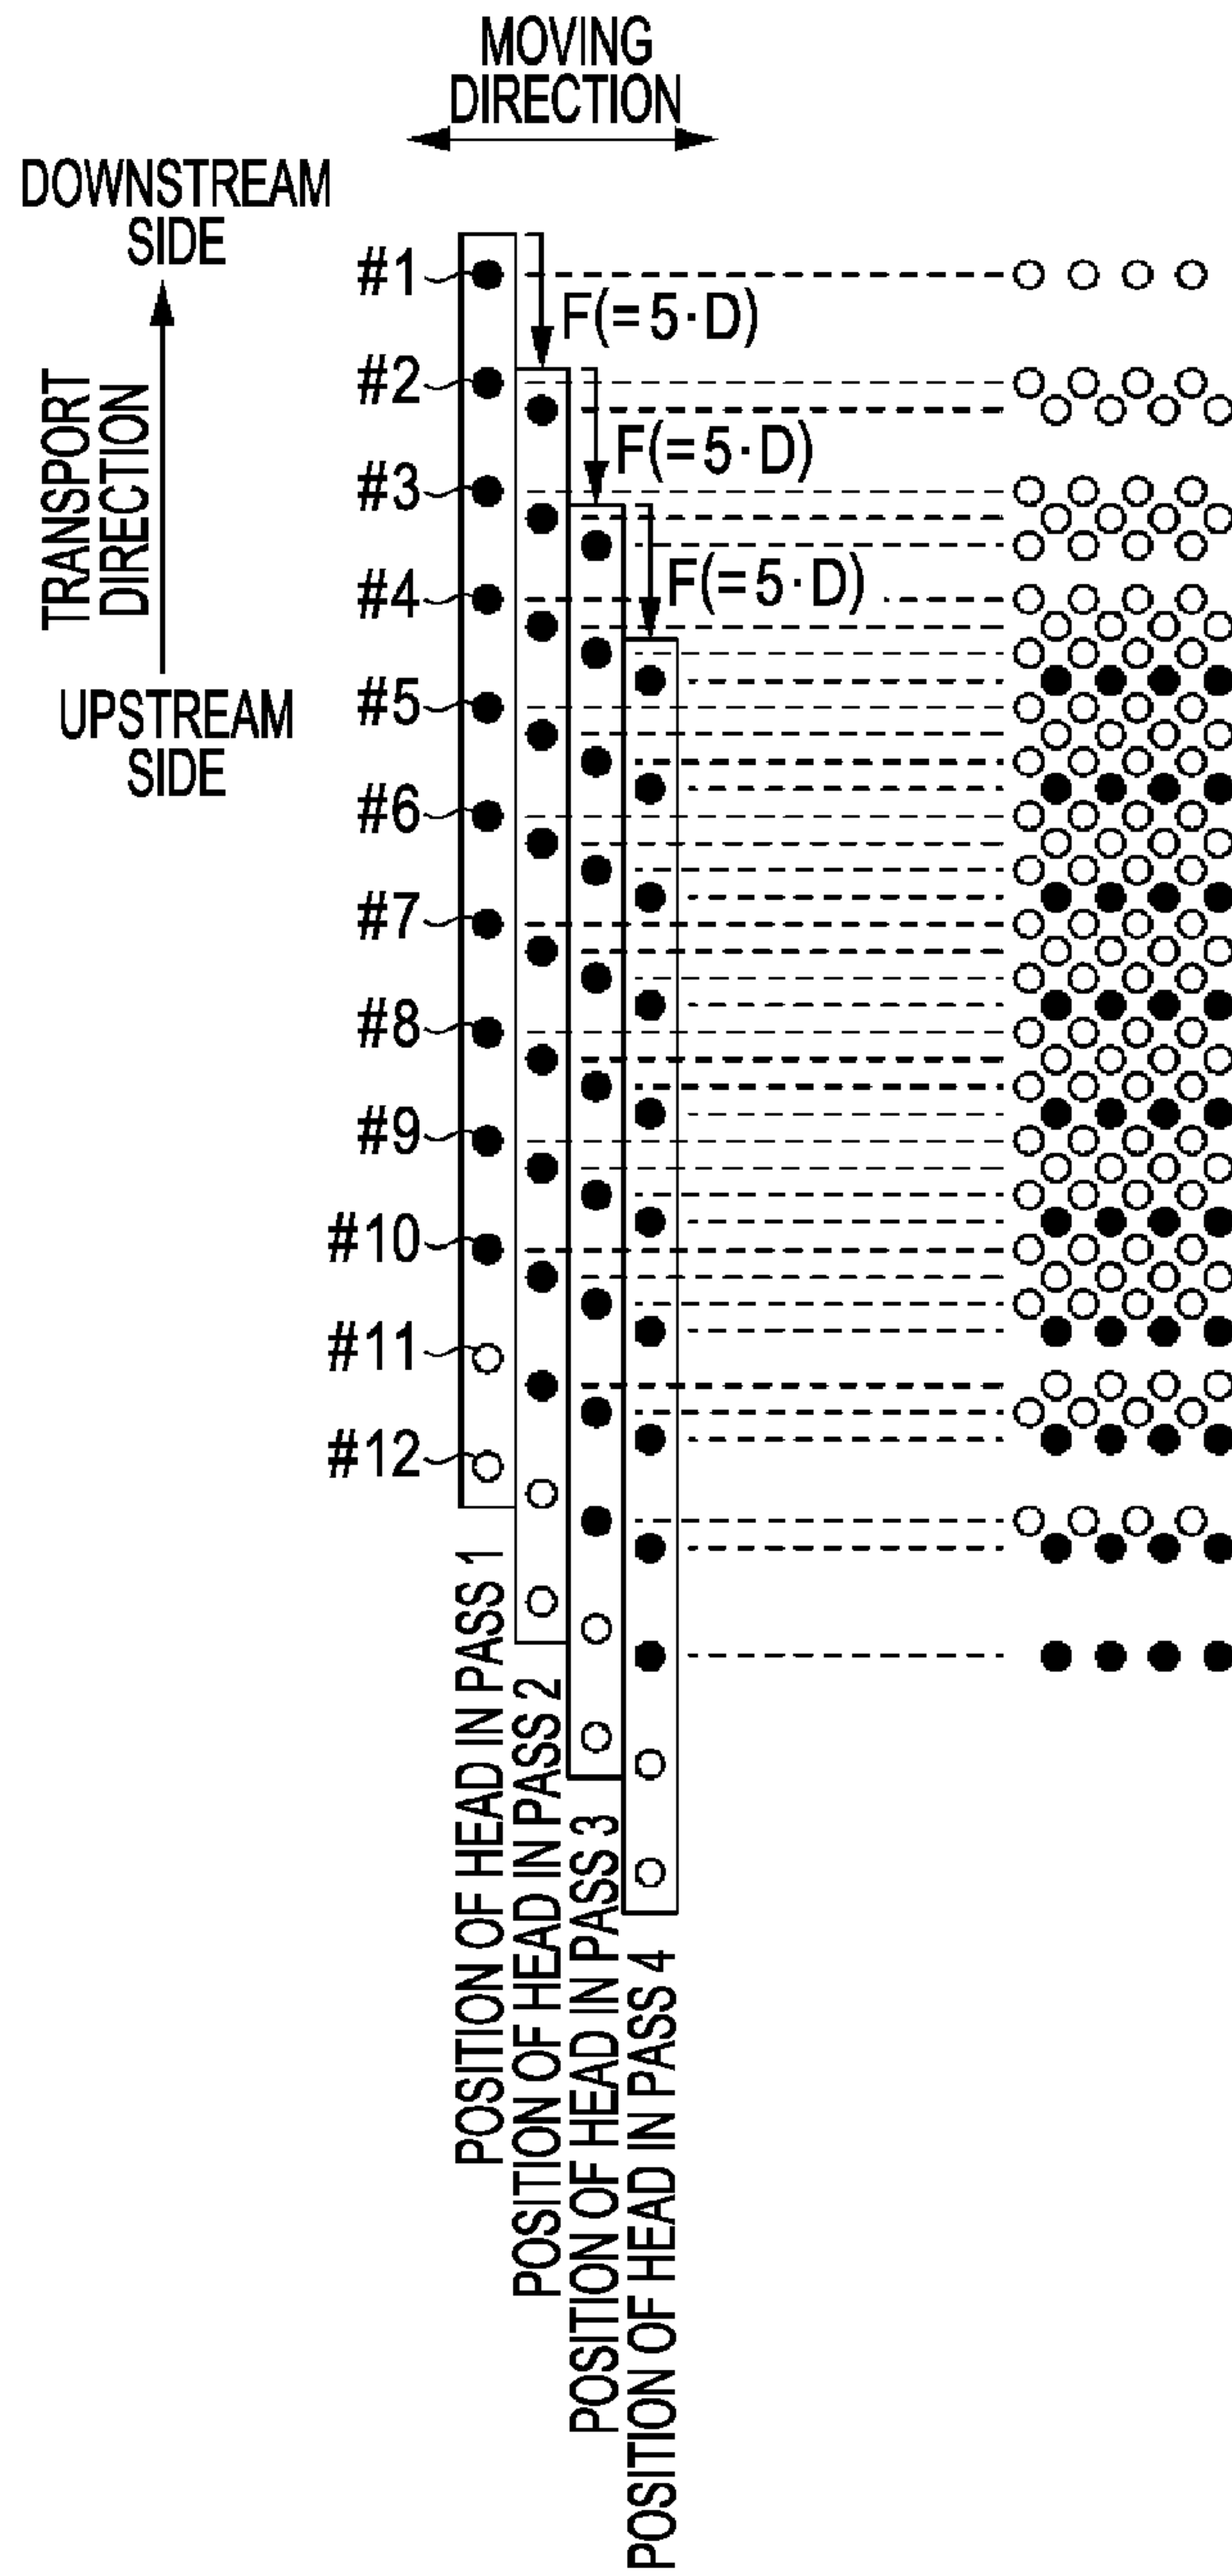 MOVING
DIRECTION
DOWNSTREAM
SIDE
TRANSPORT
DIRECTION
UPSTREAM
SIDE
#1
#2
#3
#4
#5
#6
#7
#8
#9
#10
#11
#12
F(=5·D)
F(=5·D)
F(=5·D)
POSITION OF HEAD IN PASS 1
POSITION OF HEAD IN PASS 2
POSITION OF HEAD IN PASS 3
POSITION OF HEAD IN PASS 4